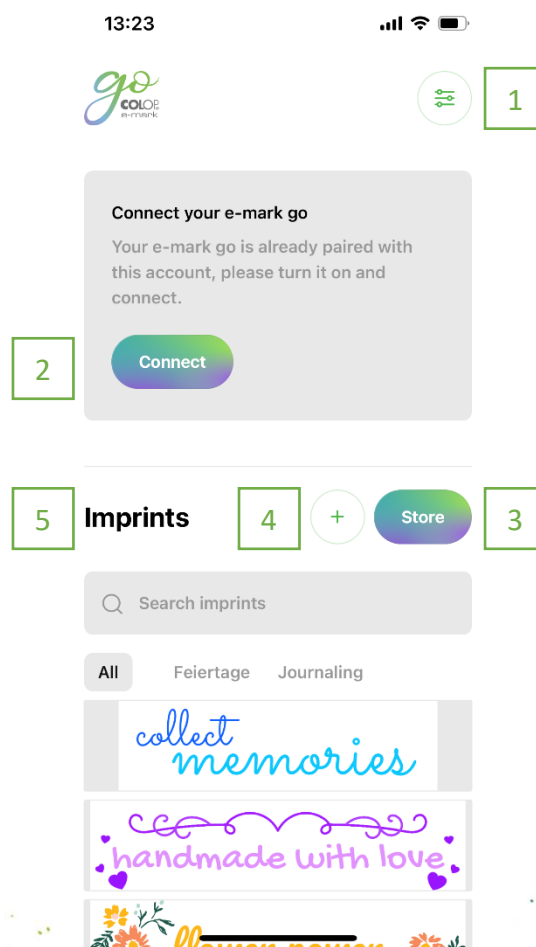 13:23
go
COLOP
e-mark
1
Connect your e-mark go
Your e-mark go is already paired with
this account, please turn it on and
connect.
2
Connect
5
Imprints
4
+
Store
3
Search imprints
All
Feiertage
Journaling
collect
memories
handmade with love
flower power